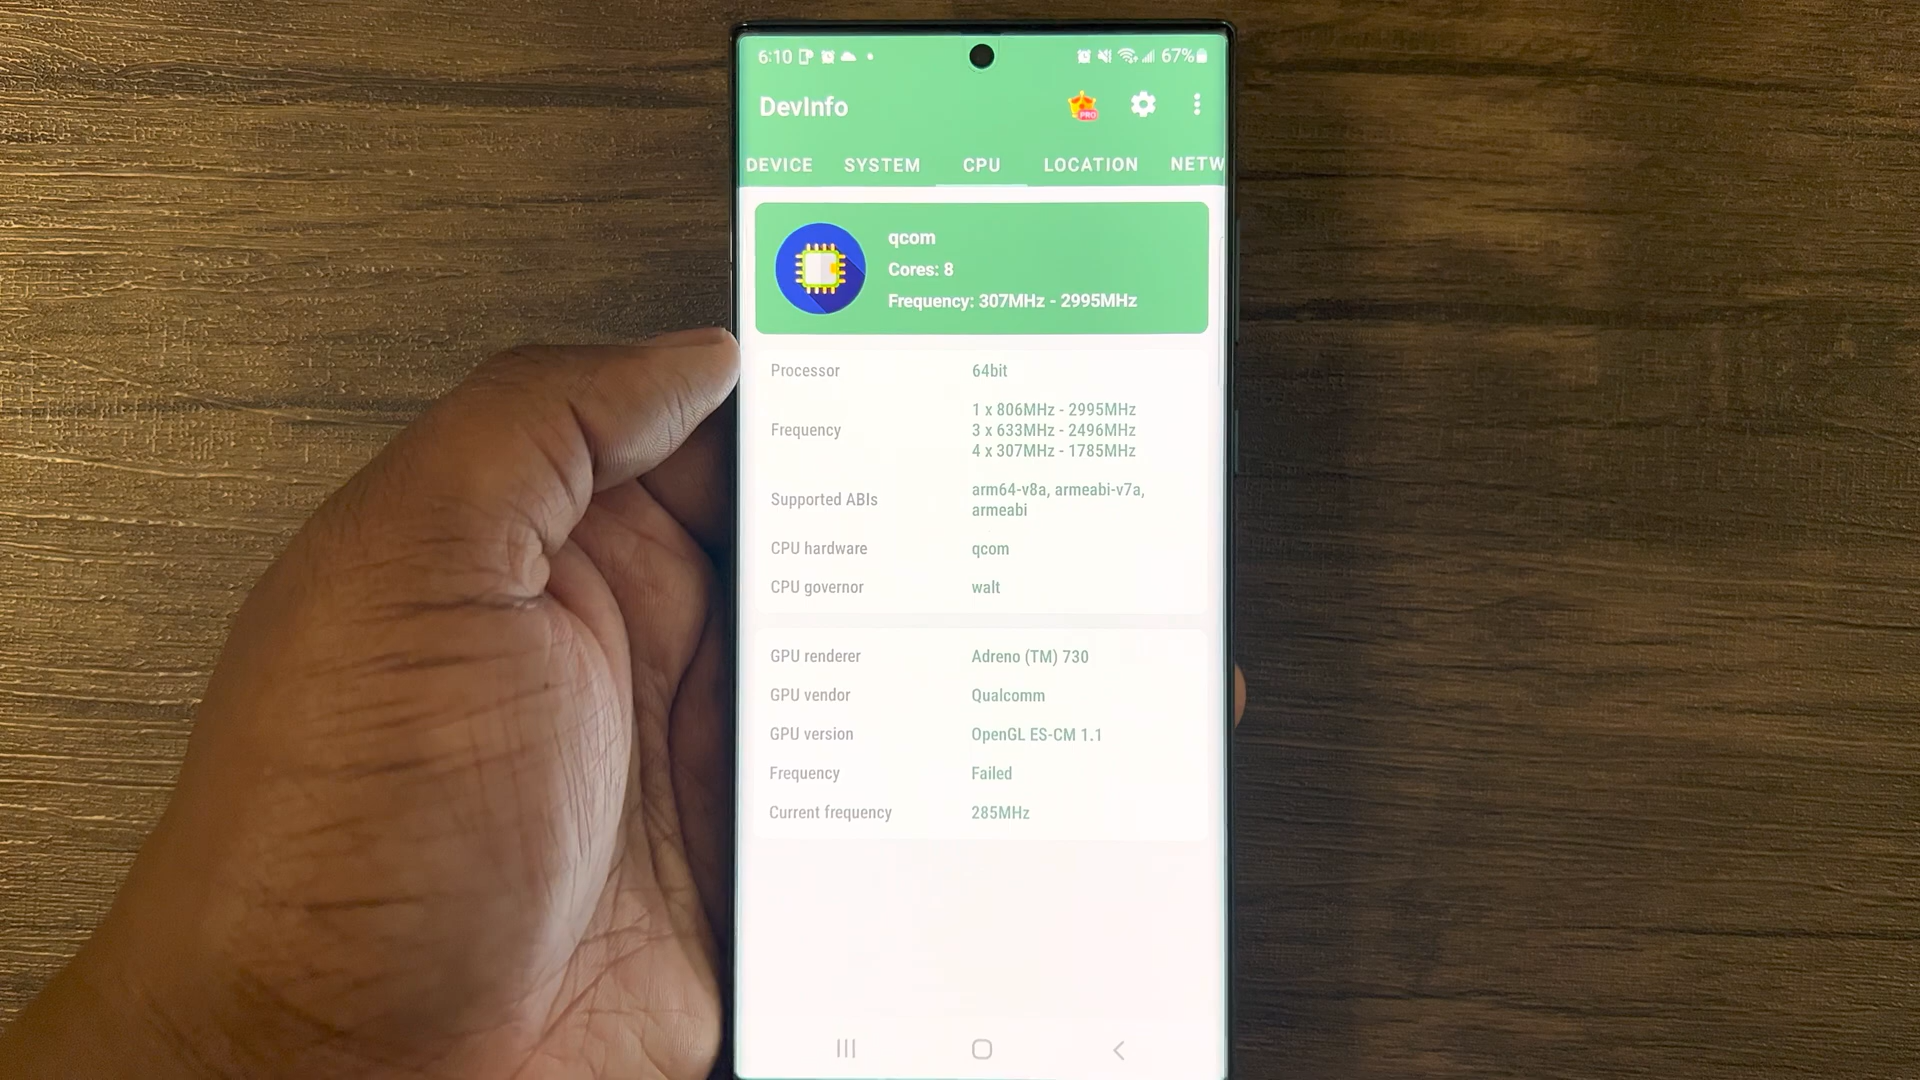 6:10 67%
DevInfo
PRO
DEVICE SYSTEM CPU LOCATION NETW
qcom
Cores: 8
Frequency: 307MHz - 2995MHz
Processor 64bit
Frequency 1 x 806MHz - 2995MHz
3 x 633MHz - 2496MHz
4 x 307MHz - 1785MHz
Supported ABIs arm64-v8a, armeabi-v7a,
armeabi
CPU hardware qcom
CPU governor walt
GPU renderer Adreno (TM) 730
GPU vendor Qualcomm
GPU version OpenGL ES-CM 1.1
Frequency Failed
Current frequency 285MHz